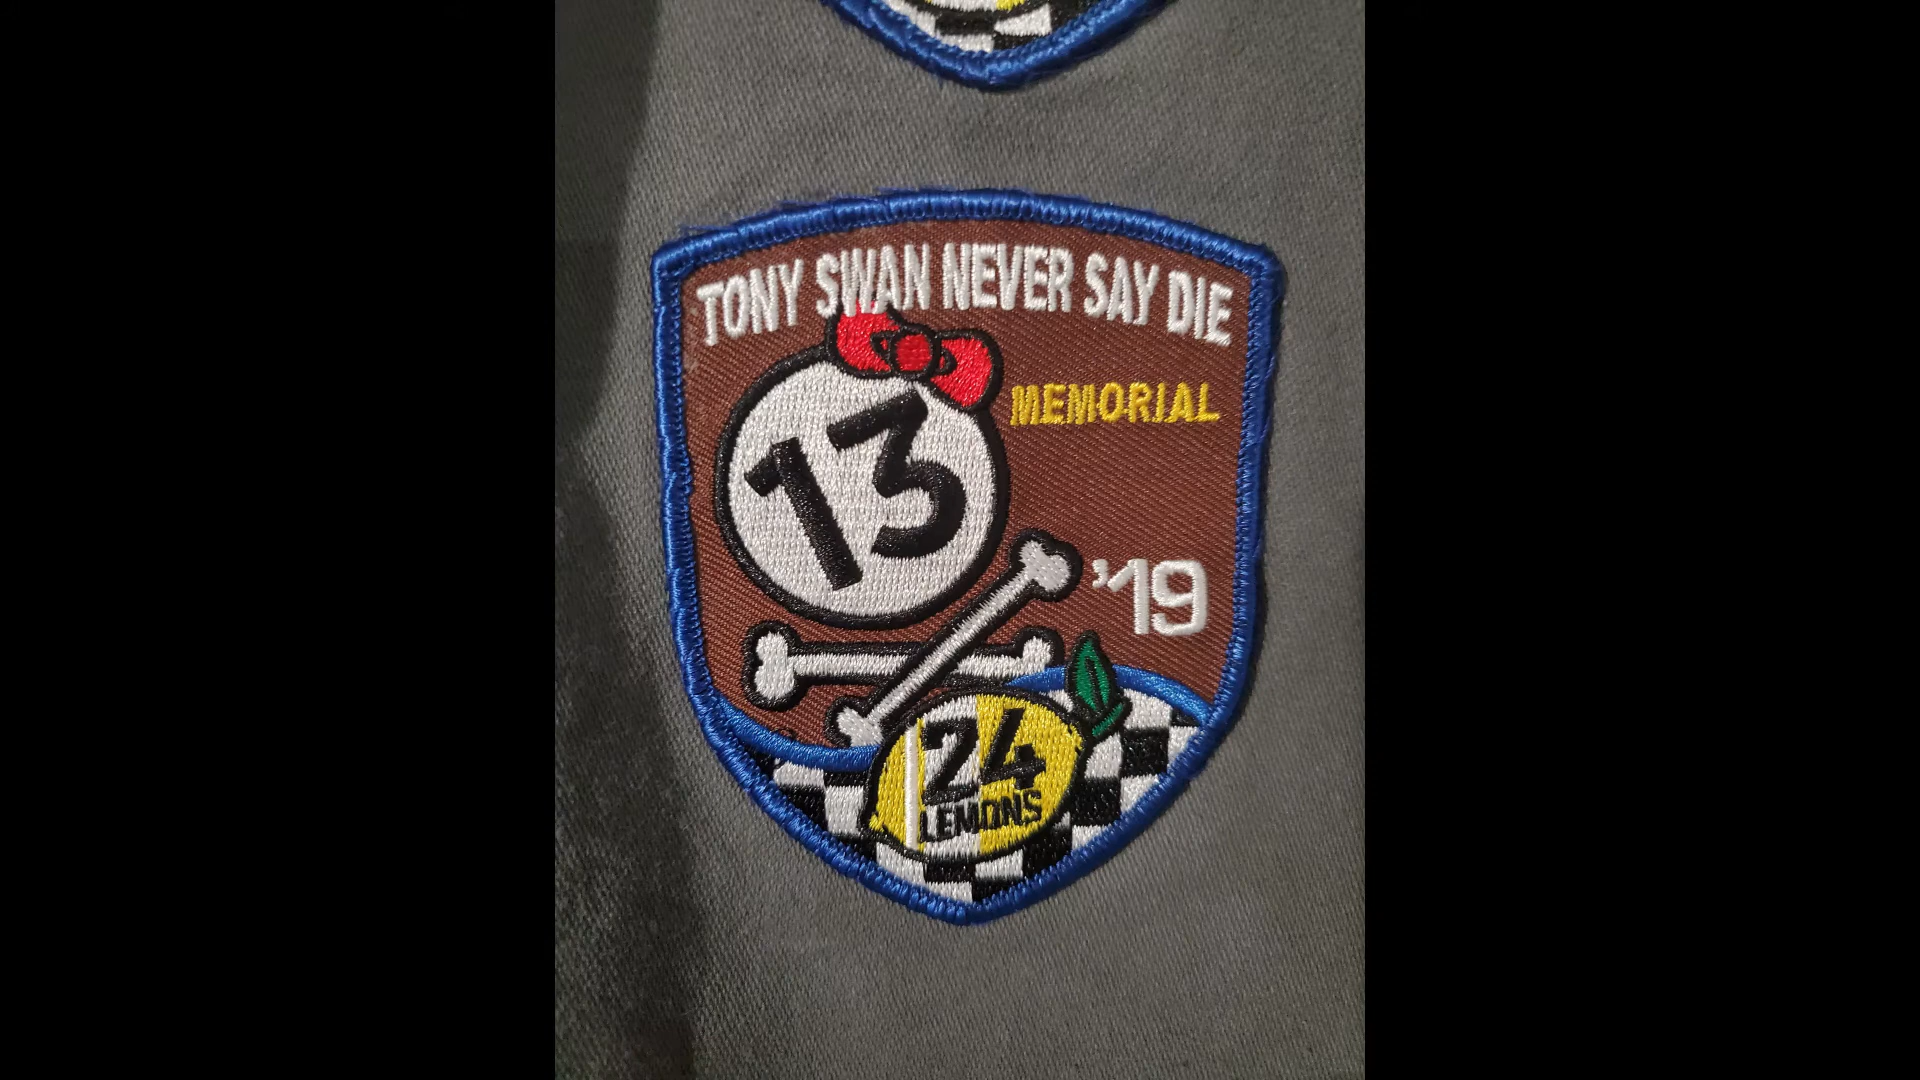 TONY SWAN NEVER SAY DIE
MEMORIAL
13
'19
24
LEMONS